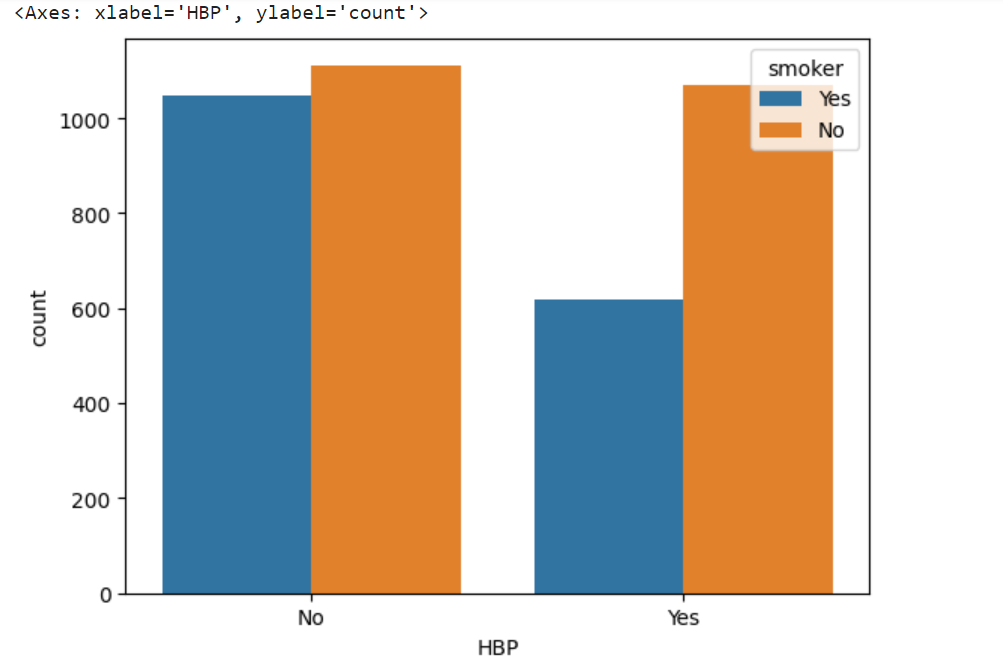 <Axes: xlabel='HBP', ylabel='count'>
smoker
Yes
No
1000
800
600
400
200
0
count
No Yes
HBP